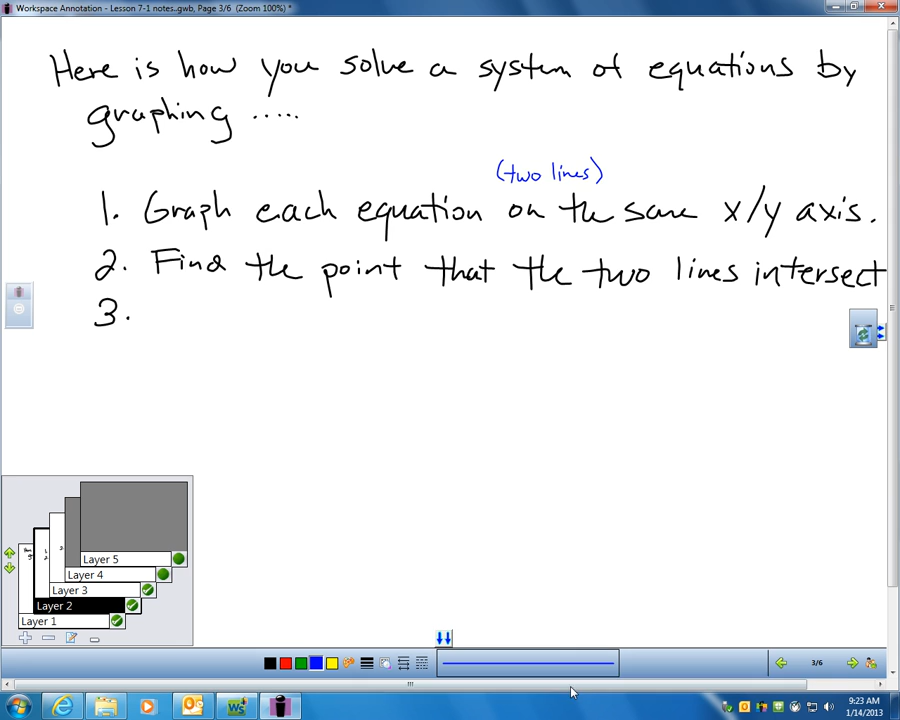 Workspace Annotation - Lesson 7-1 notes..gwb, Page 3/6 (Zoom 100%) *
Here is how you solve a system of equations by
graphing .....
(two lines)
1. Graph each equation on the same x/y axis.
2. Find the point that the two lines intersect
3.
Layer 5
Layer 4
Layer 3
Layer 2
Layer 1
3/6
9:23 AM
1/14/2013